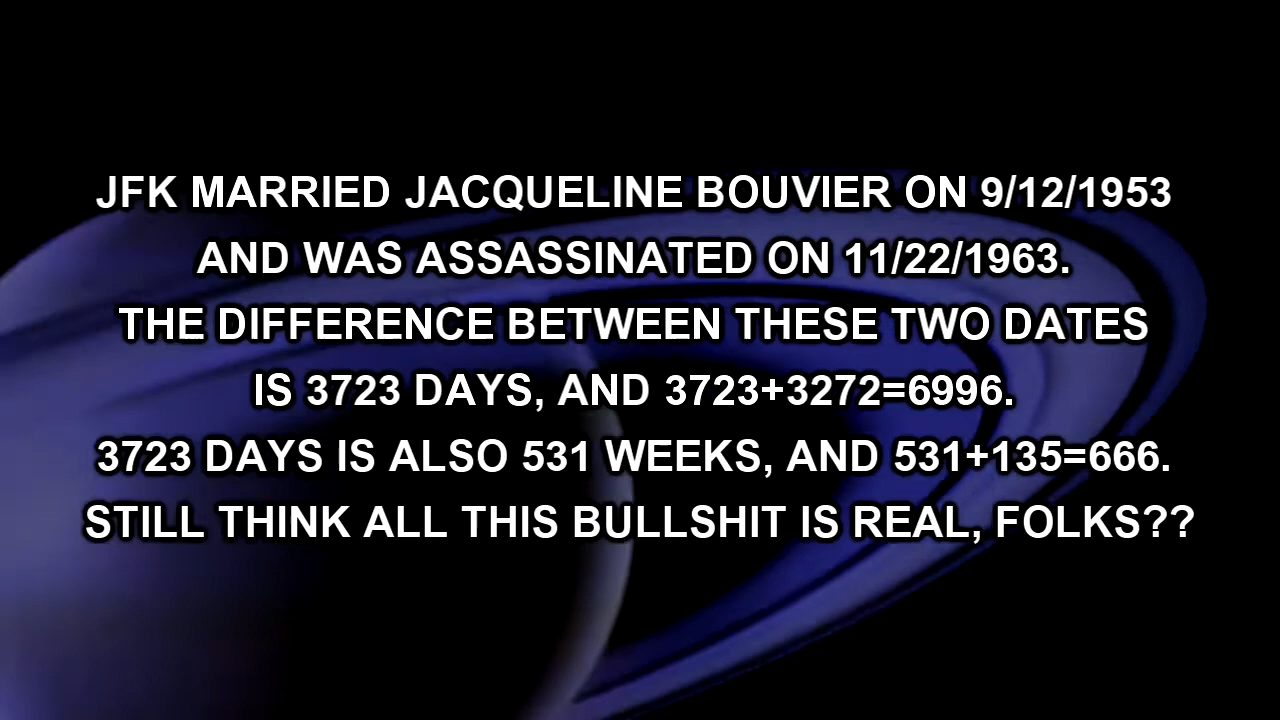 JFK MARRIED JACQUELINE BOUVIER ON 9/12/1953
AND WAS ASSASSINATED ON 11/22/1963.
THE DIFFERENCE BETWEEN THESE TWO DATES
IS 3723 DAYS, AND 3723+3272=6996.
3723 DAYS IS ALSO 531 WEEKS, AND 531+135=666.
STILL THINK ALL THIS BULLSHIT IS REAL, FOLKS??